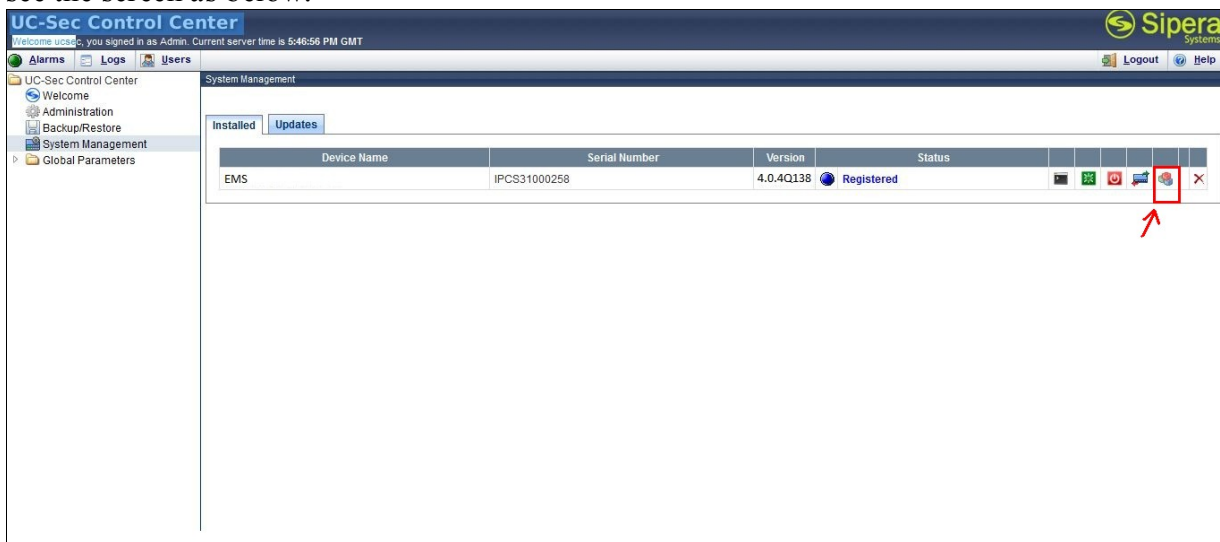 see the screen as below.
UC-Sec Control Center
Sipera
Systems
Welcome ucsec, you signed in as Admin. Current server time is 5:46:56 PM GMT
Alarms Logs Users Logout Help
UC-Sec Control Center
Welcome
Administration
Backup/Restore
System Management
Global Parameters
System Management
Installed Updates
Device Name Serial Number Version Status
EMS IPCS31000258 4.0.4Q138 Registered